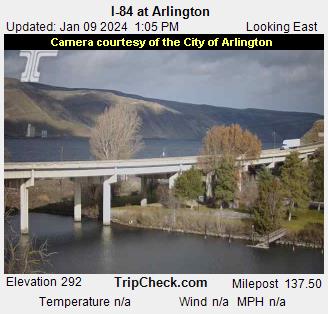 I-84 at Arlington
Updated: Jan 09 2024 1:05 PM Looking East
Camera courtesy of the City of Arlington
Elevation 292 TripCheck.com Milepost 137.50
Temperature n/a Wind n/a MPH n/a